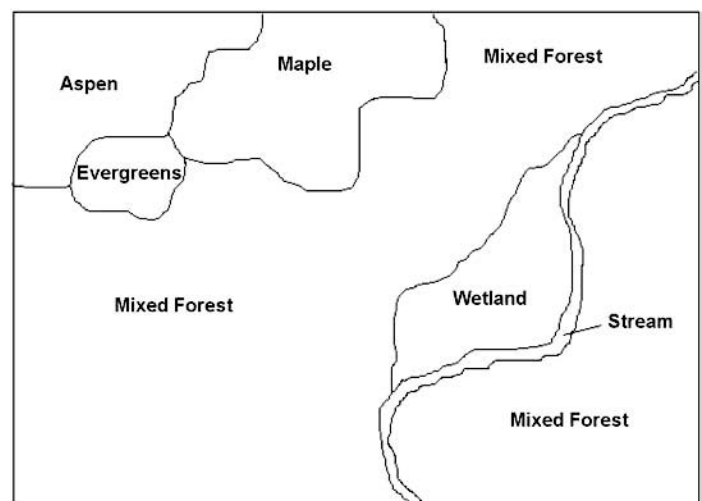 Mixed Forest
Maple
Aspen
Evergreens
Mixed Forest
Wetland
Stream
Mixed Forest